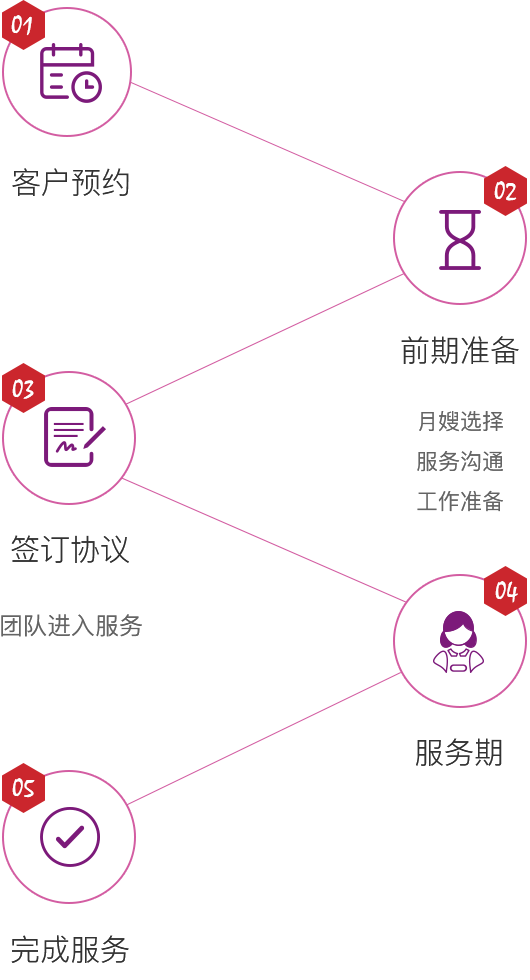 01
客户预约
02
前期准备
月嫂选择
服务沟通
工作准备
03
签订协议
团队进入服务
04
服务期
05
完成服务